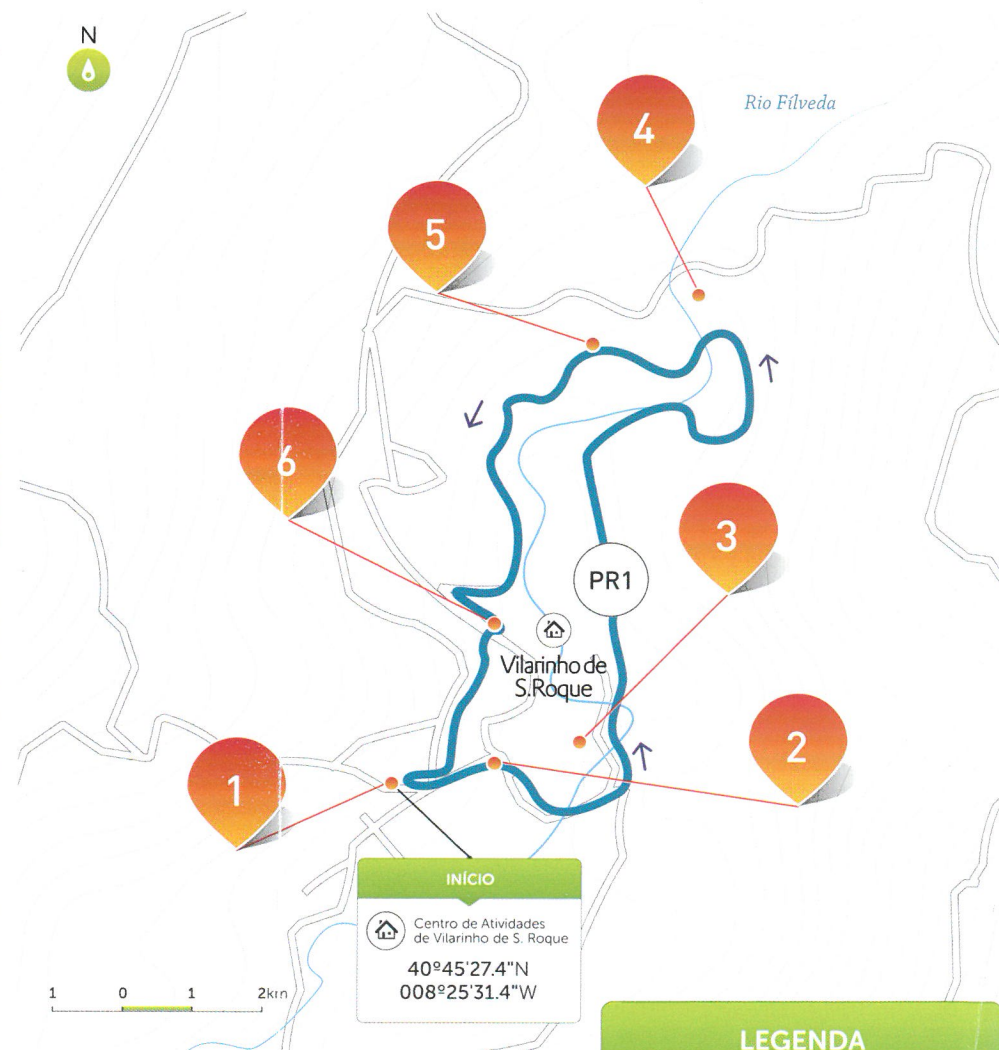 N
Rio Fílveda
4
5
6
3
PR1
Vilarinho de
S.Roque
2
1
INÍCIO
Centro de Atividades
de Vilarinho de S. Roque
40º45'27.4"N
008º25'31.4"W
1 0 1 2km
LEGENDA